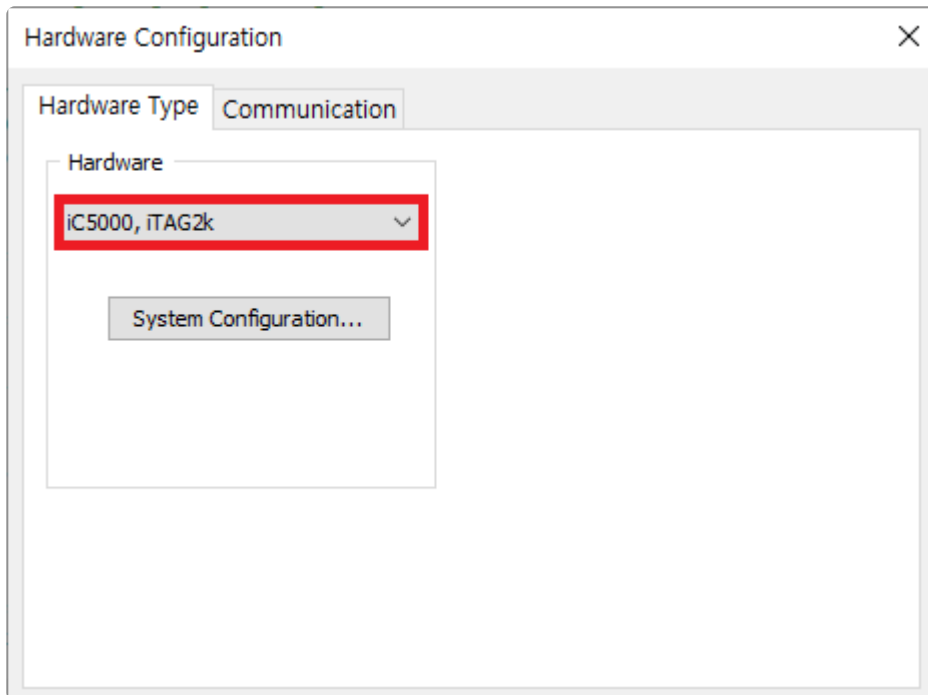 Hardware Configuration
Hardware Type
Communication
Hardware
iC5000, iTAG2k
System Configuration...